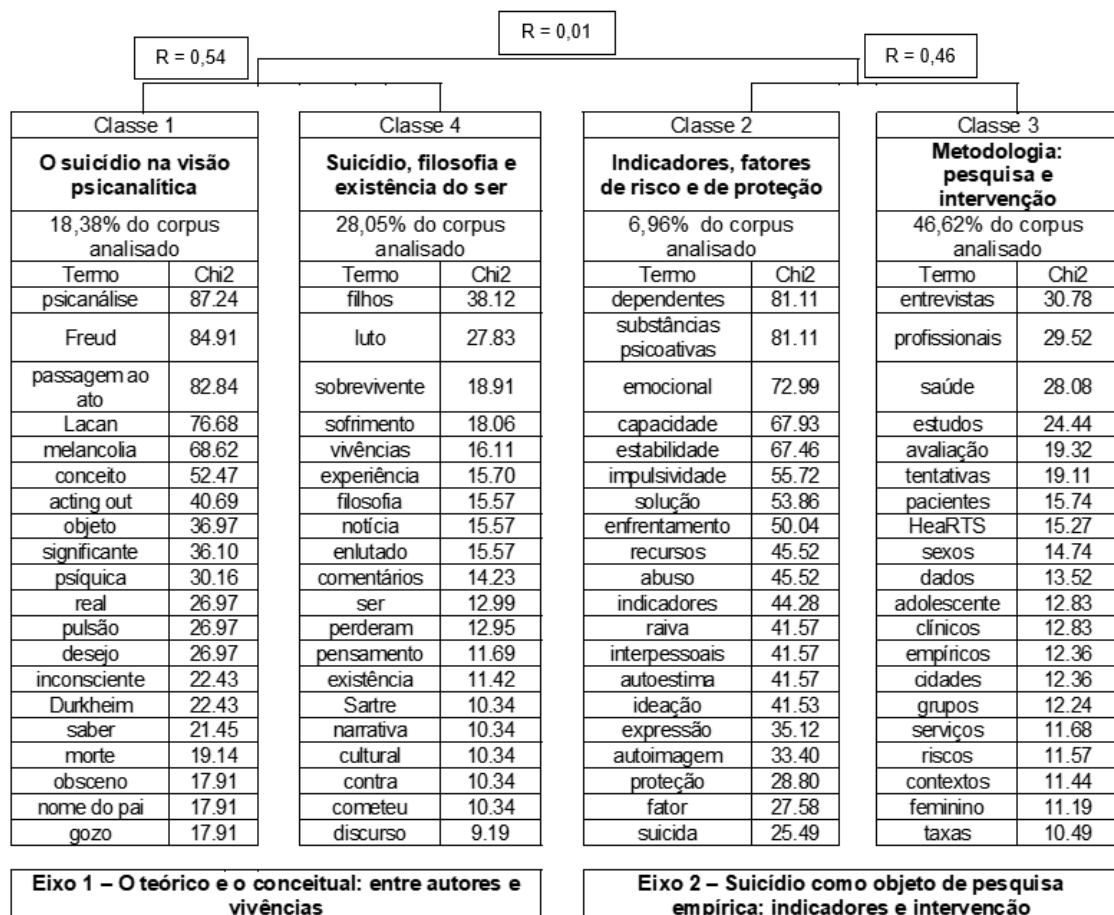 R = 0,01
R = 0,54
R = 0,46
Classe 1
O suicídio na visão
psicanalítica
18,38% do corpus
analisado
Termo Chi2
psicanálise 87.24
Freud 84.91
passagem ao
ato 82.84
Lacan 76.68
melancolia 68.62
conceito 52.47
acting out 40.69
objeto 36.97
significante 36.10
psíquica 30.16
real 26.97
pulsão 26.97
desejo 26.97
inconsciente 22.43
Durkheim 22.43
saber 21.45
morte 19.14
obsceno 17.91
nome do pai 17.91
gozo 17.91
Classe 4
Suicídio, filosofia e
existência do ser
28,05% do corpus
analisado
Termo Chi2
filhos 38.12
luto 27.83
sobrevivente 18.91
sofrimento 18.06
vivências 16.11
experiência 15.70
filosofia 15.57
notícia 15.57
enlutado 15.57
comentários 14.23
ser 12.99
perderam 12.95
pensamento 11.69
existência 11.42
Sartre 10.34
narrativa 10.34
cultural 10.34
contra 10.34
cometeu 10.34
discurso 9.19
Classe 2
Indicadores, fatores
de risco e de proteção
6,96% do corpus
analisado
Termo Chi2
dependentes 81.11
substâncias
psicoativas 81.11
emocional 72.99
capacidade 67.93
estabilidade 67.46
impulsividade 55.72
solução 53.86
enfrentamento 50.04
recursos 45.52
abuso 45.52
indicadores 44.28
raiva 41.57
interpessoais 41.57
autoestima 41.57
ideação 41.53
expressão 35.12
autoimagem 33.40
proteção 28.80
fator 27.58
suicida 25.49
Classe 3
Metodologia:
pesquisa e
intervenção
46,62% do corpus
analisado
Termo Chi2
entrevistas 30.78
profissionais 29.52
saúde 28.08
estudos 24.44
avaliação 19.32
tentativas 19.11
pacientes 15.74
HeaRTS 15.27
sexos 14.74
dados 13.52
adolescente 12.83
clínicos 12.83
empíricos 12.36
cidades 12.36
grupos 12.24
serviços 11.68
riscos 11.57
contextos 11.44
feminino 11.19
taxas 10.49
Eixo 1 – O teórico e o conceitual: entre autores e
vivências
Eixo 2 – Suicídio como objeto de pesquisa
empírica: indicadores e intervenção